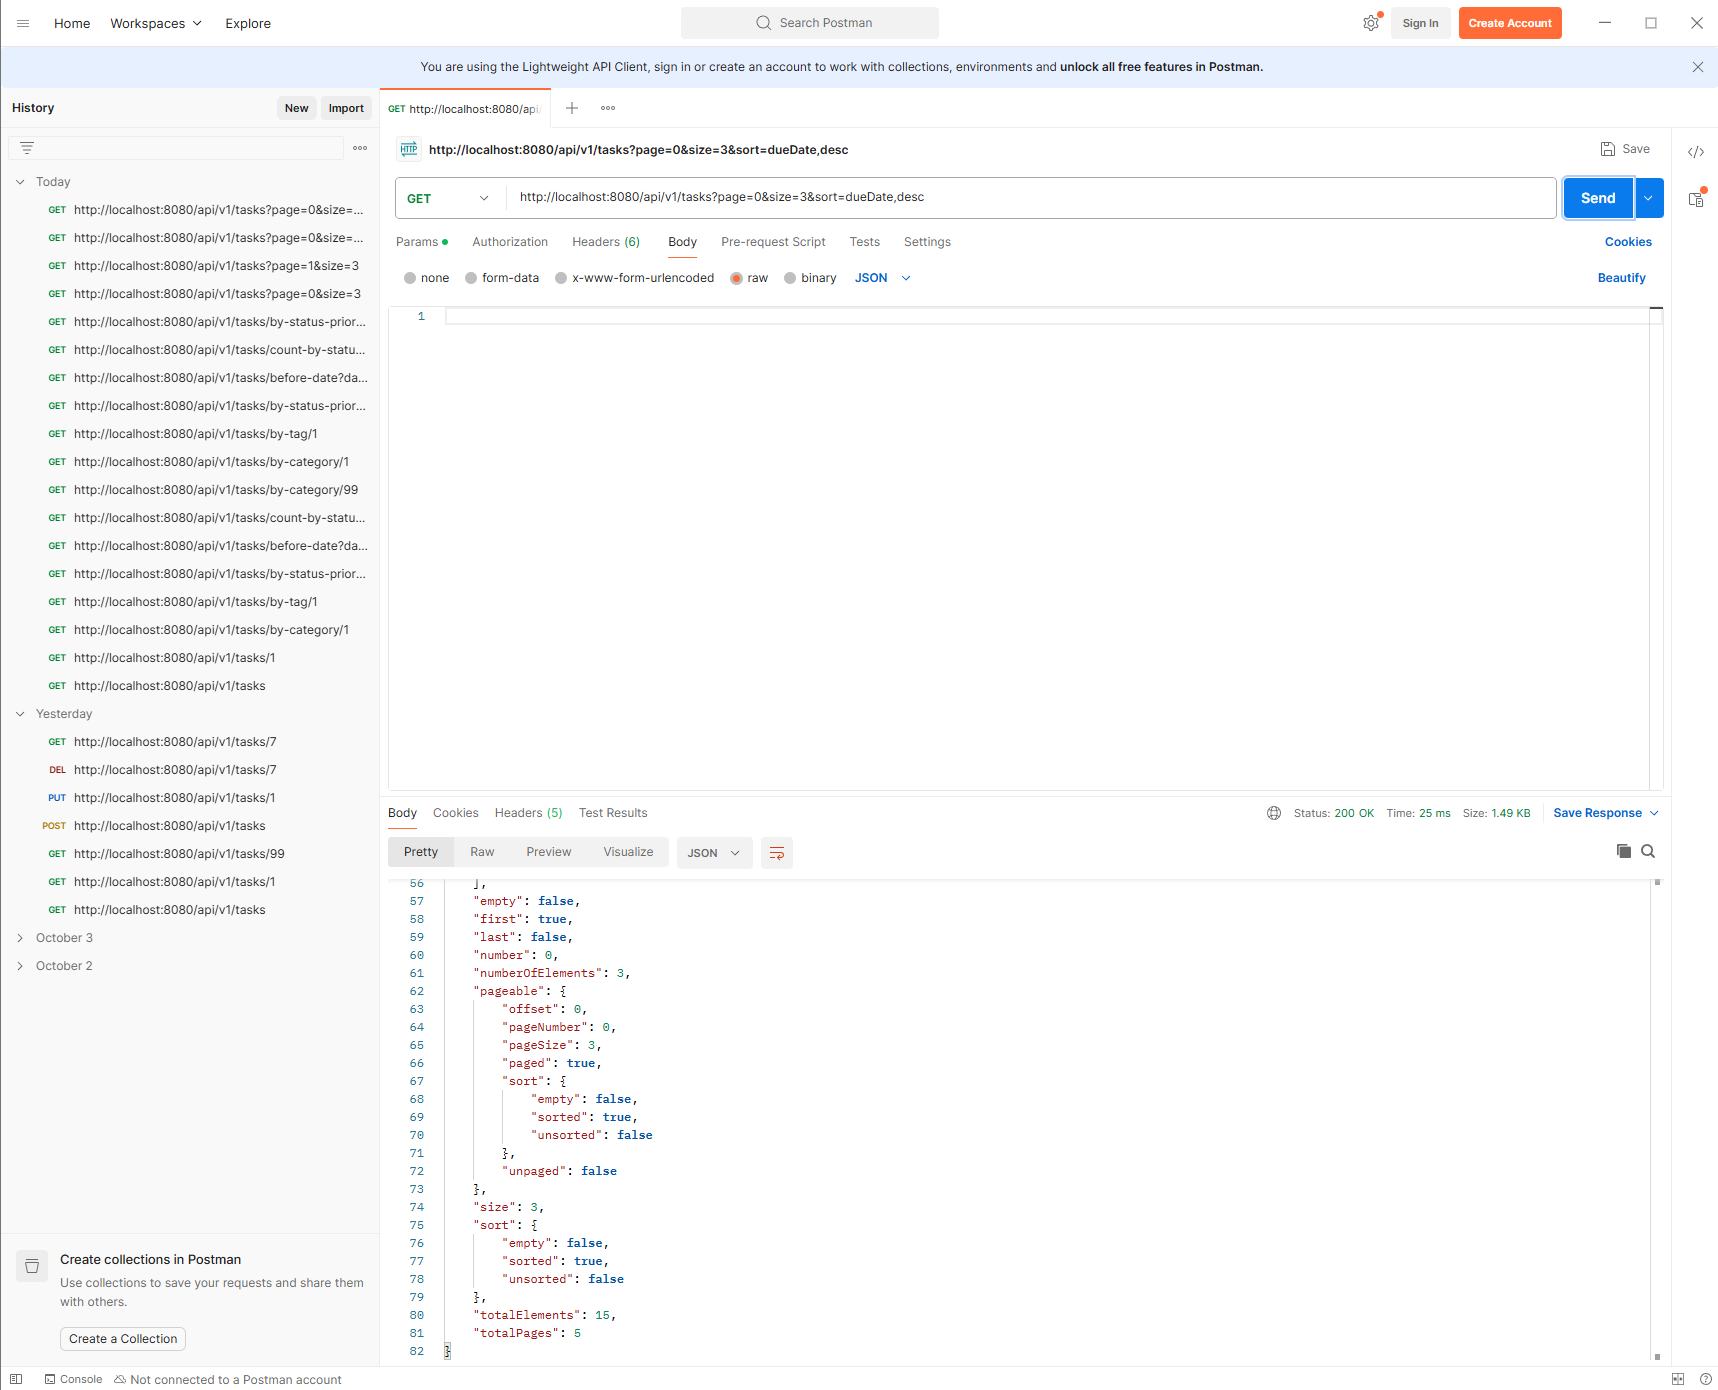 Home Workspaces Explore Search Postman Sign In Create Account
You are using the Lightweight API Client, sign in or create an account to work with collections, environments and unlock all free features in Postman.
History New Import
Today
GET http://localhost:8080/api/v1/tasks?page=0&size=...
GET http://localhost:8080/api/v1/tasks?page=0&size=...
GET http://localhost:8080/api/v1/tasks?page=1&size=3
GET http://localhost:8080/api/v1/tasks?page=0&size=3
GET http://localhost:8080/api/v1/tasks/by-status-prior...
GET http://localhost:8080/api/v1/tasks/count-by-statu...
GET http://localhost:8080/api/v1/tasks/before-date?da...
GET http://localhost:8080/api/v1/tasks/by-status-prior...
GET http://localhost:8080/api/v1/tasks/by-tag/1
GET http://localhost:8080/api/v1/tasks/by-category/1
GET http://localhost:8080/api/v1/tasks/by-category/99
GET http://localhost:8080/api/v1/tasks/count-by-statu...
GET http://localhost:8080/api/v1/tasks/before-date?da...
GET http://localhost:8080/api/v1/tasks/by-status-prior...
GET http://localhost:8080/api/v1/tasks/by-tag/1
GET http://localhost:8080/api/v1/tasks/by-category/1
GET http://localhost:8080/api/v1/tasks/1
GET http://localhost:8080/api/v1/tasks
Yesterday
GET http://localhost:8080/api/v1/tasks/7
DEL http://localhost:8080/api/v1/tasks/7
PUT http://localhost:8080/api/v1/tasks/1
POST http://localhost:8080/api/v1/tasks
GET http://localhost:8080/api/v1/tasks/99
GET http://localhost:8080/api/v1/tasks/1
GET http://localhost:8080/api/v1/tasks
October 3
October 2
Create collections in Postman
Use collections to save your requests and share them
with others.
Create a Collection
GET http://localhost:8080/api/
HTTP http://localhost:8080/api/v1/tasks?page=0&size=3&sort=dueDate,desc Save
GET http://localhost:8080/api/v1/tasks?page=0&size=3&sort=dueDate,desc Send
Params Authorization Headers (6) Body Pre-request Script Tests Settings Cookies
none form-data x-www-form-urlencoded raw binary JSON Beautify
1
Body Cookies Headers (5) Test Results Status: 200 OK Time: 25 ms Size: 1.49 KB Save Response
Pretty Raw Preview Visualize JSON
56 ],
57 "empty": false,
58 "first": true,
59 "last": false,
60 "number": 0,
61 "numberOfElements": 3,
62 "pageable": {
63 "offset": 0,
64 "pageNumber": 0,
65 "pageSize": 3,
66 "paged": true,
67 "sort": {
68 "empty": false,
69 "sorted": true,
70 "unsorted": false
71 },
72 "unpaged": false
73 },
74 "size": 3,
75 "sort": {
76 "empty": false,
77 "sorted": true,
78 "unsorted": false
79 },
80 "totalElements": 15,
81 "totalPages": 5
82 }
Console Not connected to a Postman account